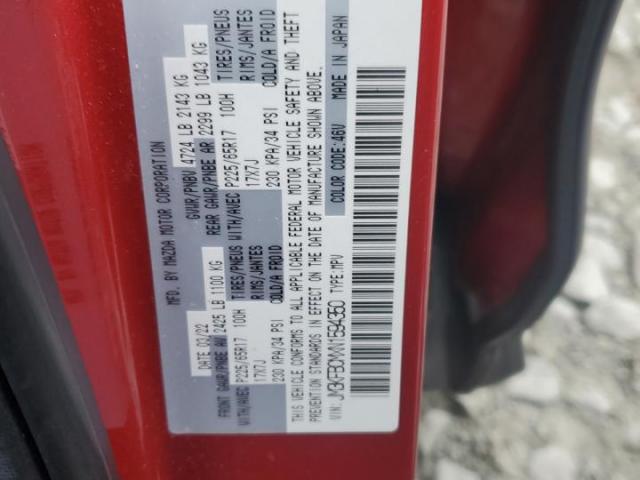 MFD. BY MAZDA MOTOR CORPORATION
DATE 03/22 GVWR/PNBV 4724 LB 2143 KG
FRONT GAWR/PNBE AV 2425 LB 1100 KG REAR GAWR/PNBE AR 2299 LB 1043 KG
WITH/AVEC P225/65R17 100H TIRES/PNEUS WITH/AVEC P225/65R17 100H TIRES/PNEUS
17X7J RIMS/JANTES 17X7J RIMS/JANTES
230 KPA/34 PSI COLD/A FROID 230 KPA/34 PSI COLD/A FROID
THIS VEHICLE CONFORMS TO ALL APPLICABLE FEDERAL MOTOR VEHICLE SAFETY AND THEFT
PREVENTION STANDARDS IN EFFECT ON THE DATE OF MANUFACTURE SHOWN ABOVE.
COLOR CODE:46V MADE IN JAPAN
VIN: JM3KFBCMXN1594350 TYPE:MPV